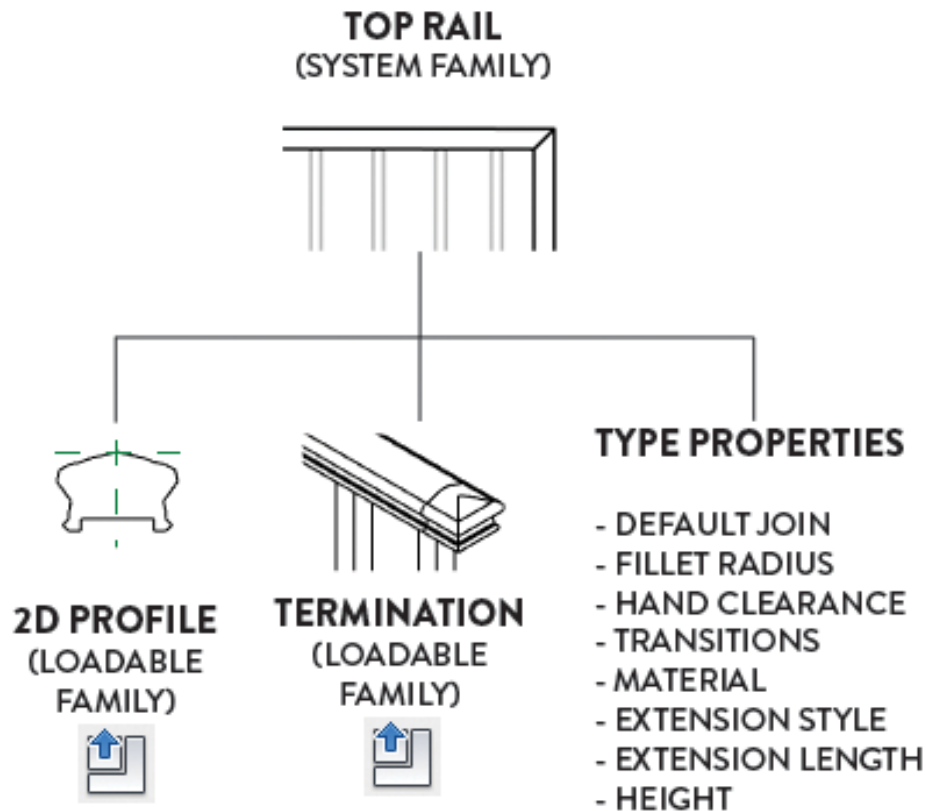 TOP RAIL
(SYSTEM FAMILY)
2D PROFILE
(LOADABLE
FAMILY)
TERMINATION
(LOADABLE
FAMILY)
TYPE PROPERTIES
- DEFAULT JOIN
- FILLET RADIUS
- HAND CLEARANCE
- TRANSITIONS
- MATERIAL
- EXTENSION STYLE
- EXTENSION LENGTH
- HEIGHT